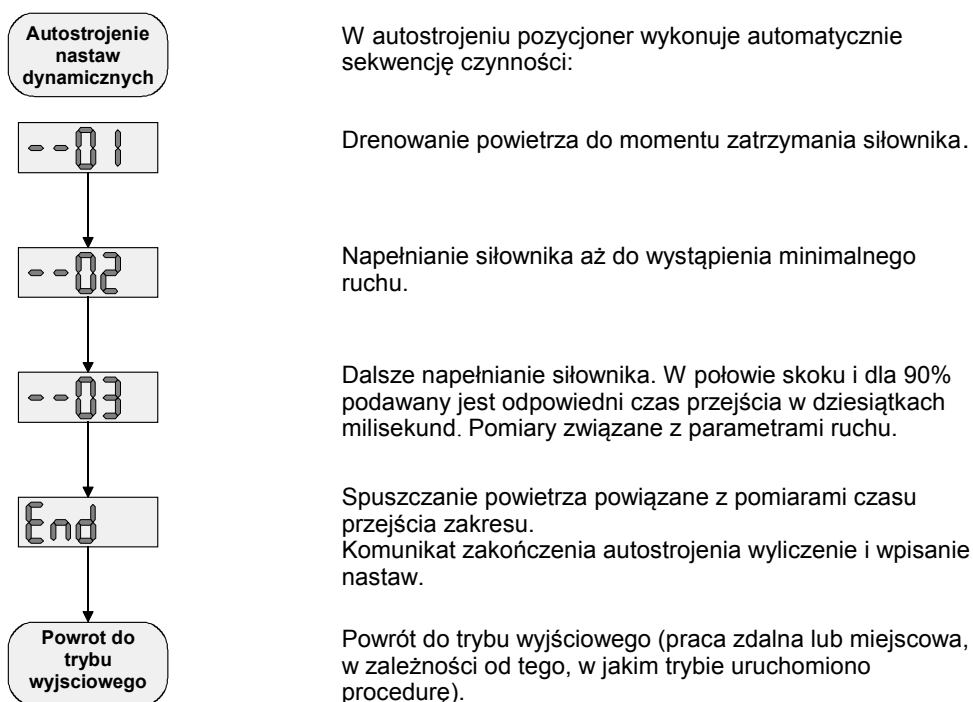 Autostrojenie
nastaw
dynamicznych
W autostrojeniu pozycjoner wykonuje automatycznie
sekwencję czynności:
--01
Drenowanie powietrza do momentu zatrzymania siłownika.
--02
Napełnianie siłownika aż do wystąpienia minimalnego
ruchu.
--03
Dalsze napełnianie siłownika. W połowie skoku i dla 90%
podawany jest odpowiedni czas przejścia w dziesiątkach
milisekund. Pomiary związane z parametrami ruchu.
End
Spuszczanie powietrza powiązane z pomiarami czasu
przejścia zakresu.
Komunikat zakończenia autostrojenia wyliczenie i wpisanie
nastaw.
Powrot do
trybu
wyjsciowego
Powrót do trybu wyjściowego (praca zdalna lub miejscowa,
w zależności od tego, w jakim trybie uruchomiono
procedurę).